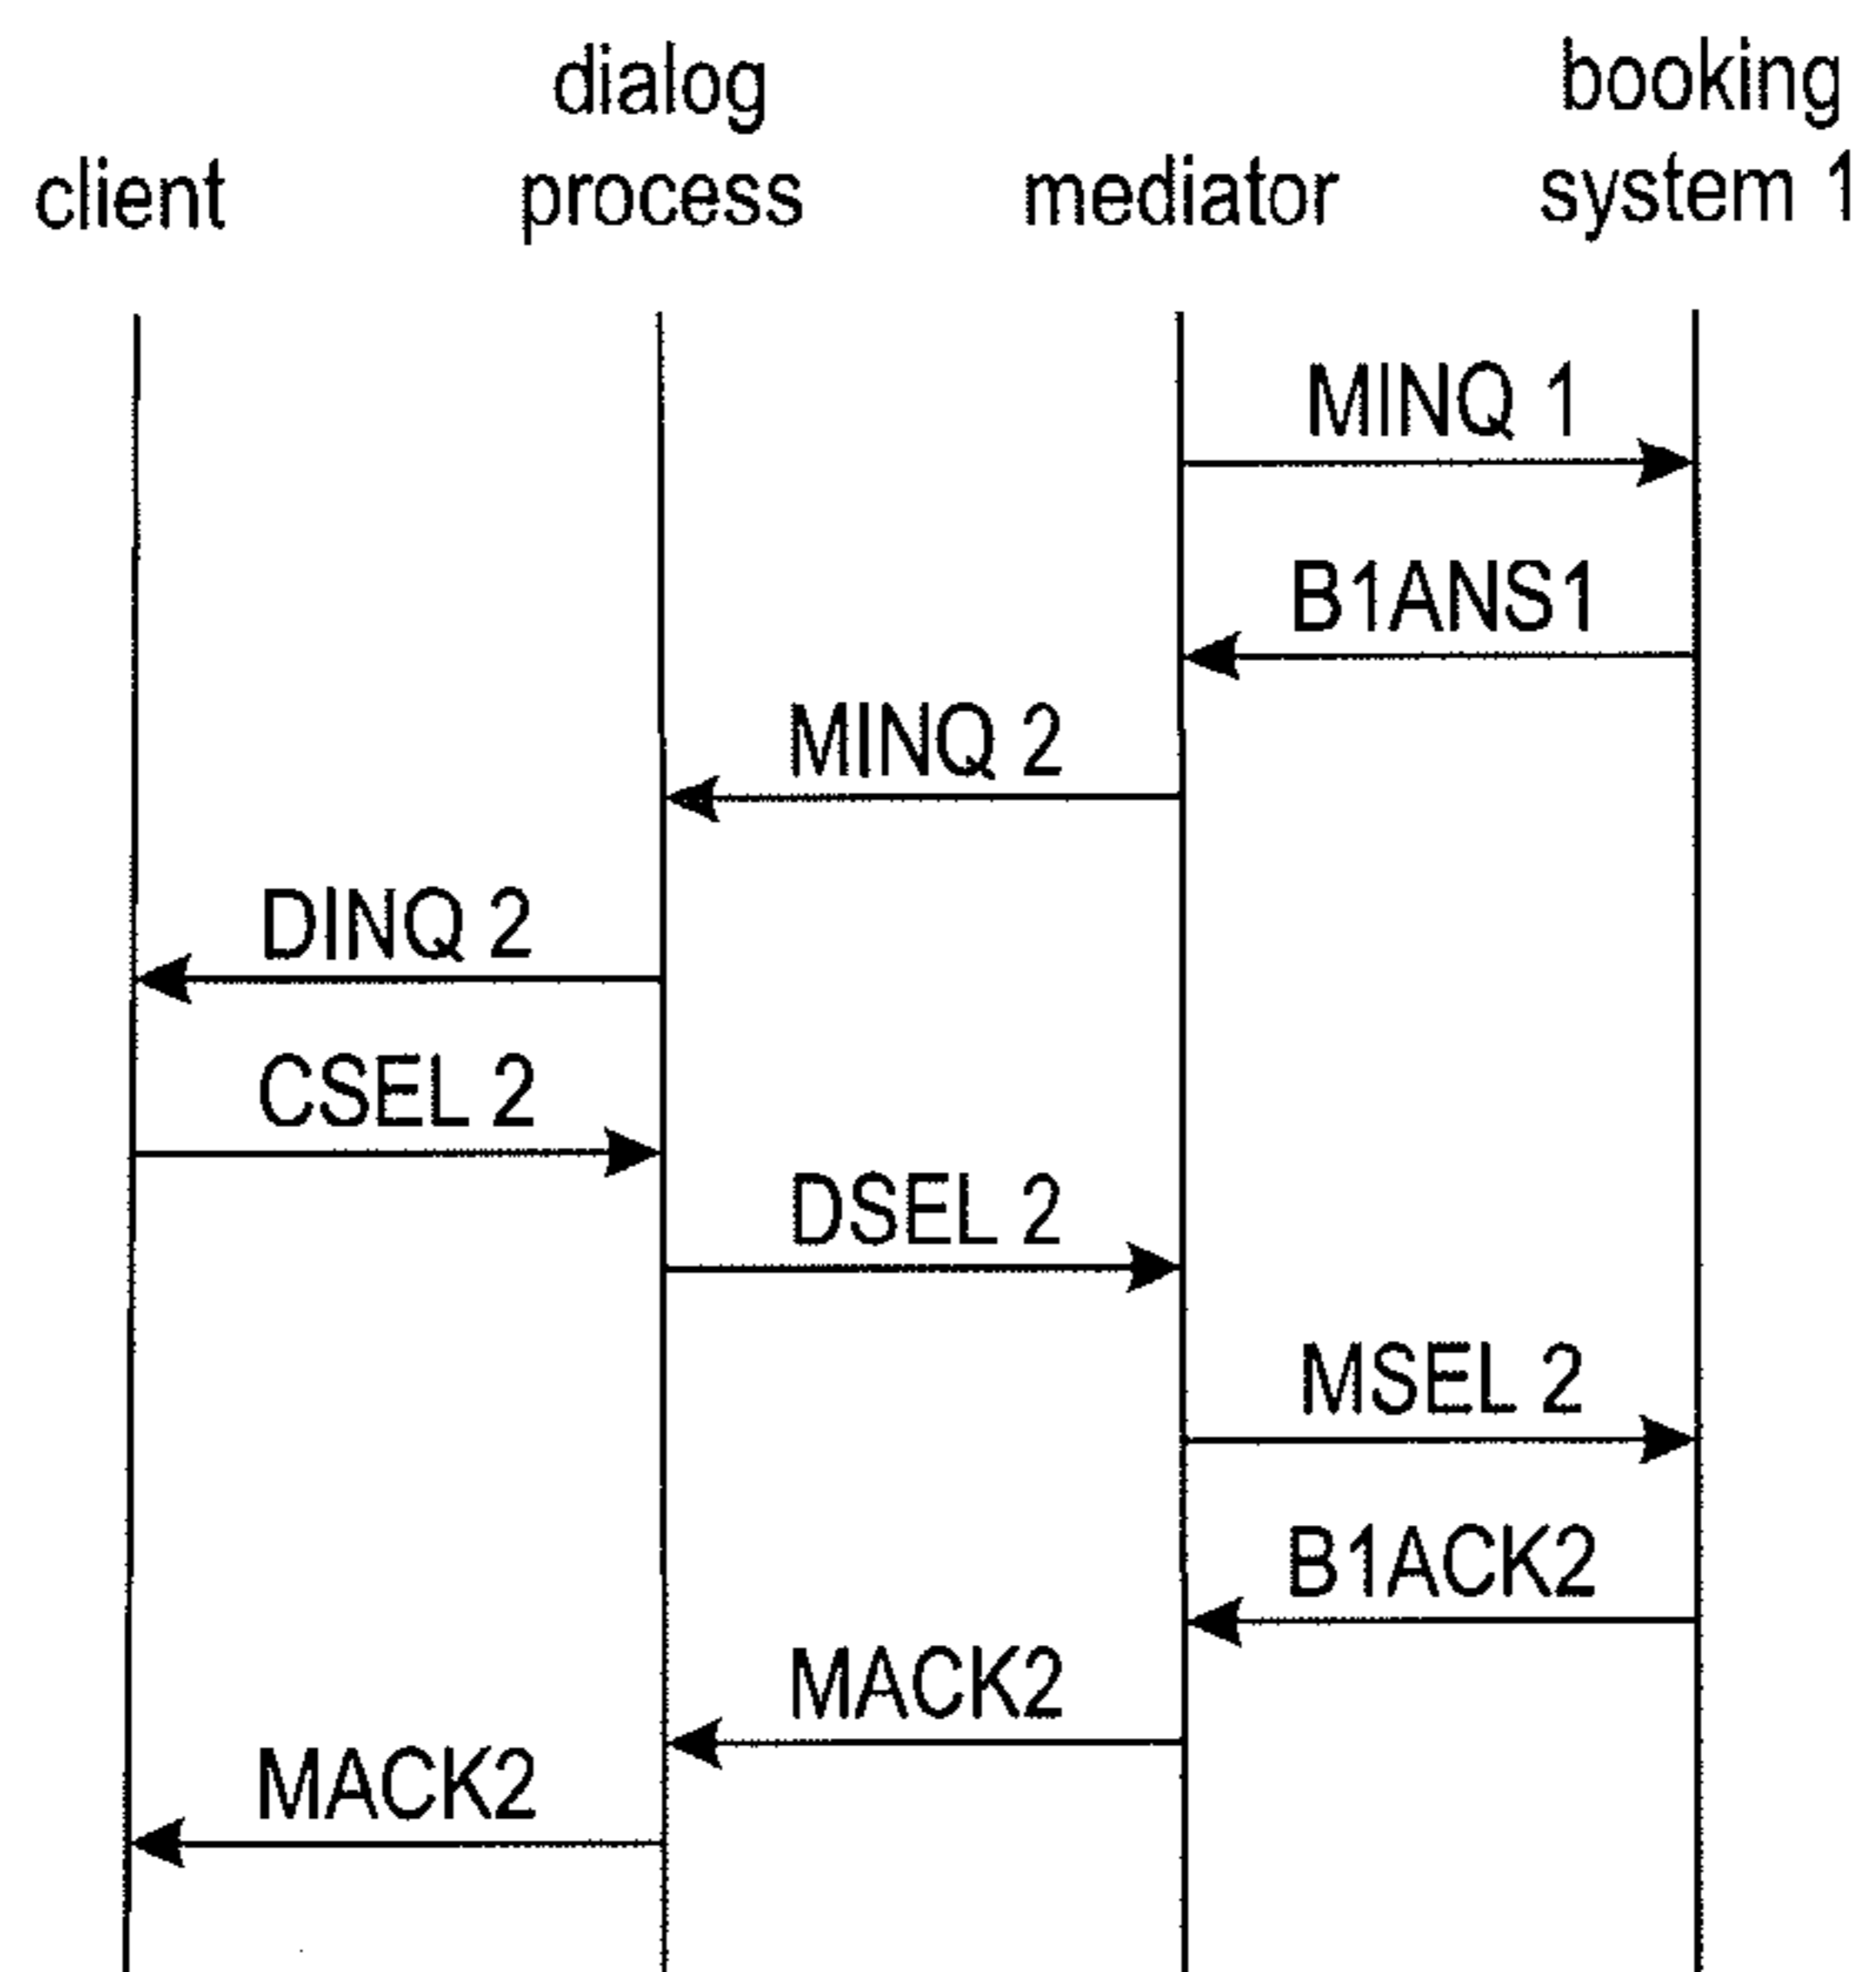 client
dialog
process
mediator
booking
system 1
MINQ 1
B1ANS1
MINQ 2
DINQ 2
CSEL 2
DSEL 2
MSEL 2
B1ACK2
MACK2
MACK2